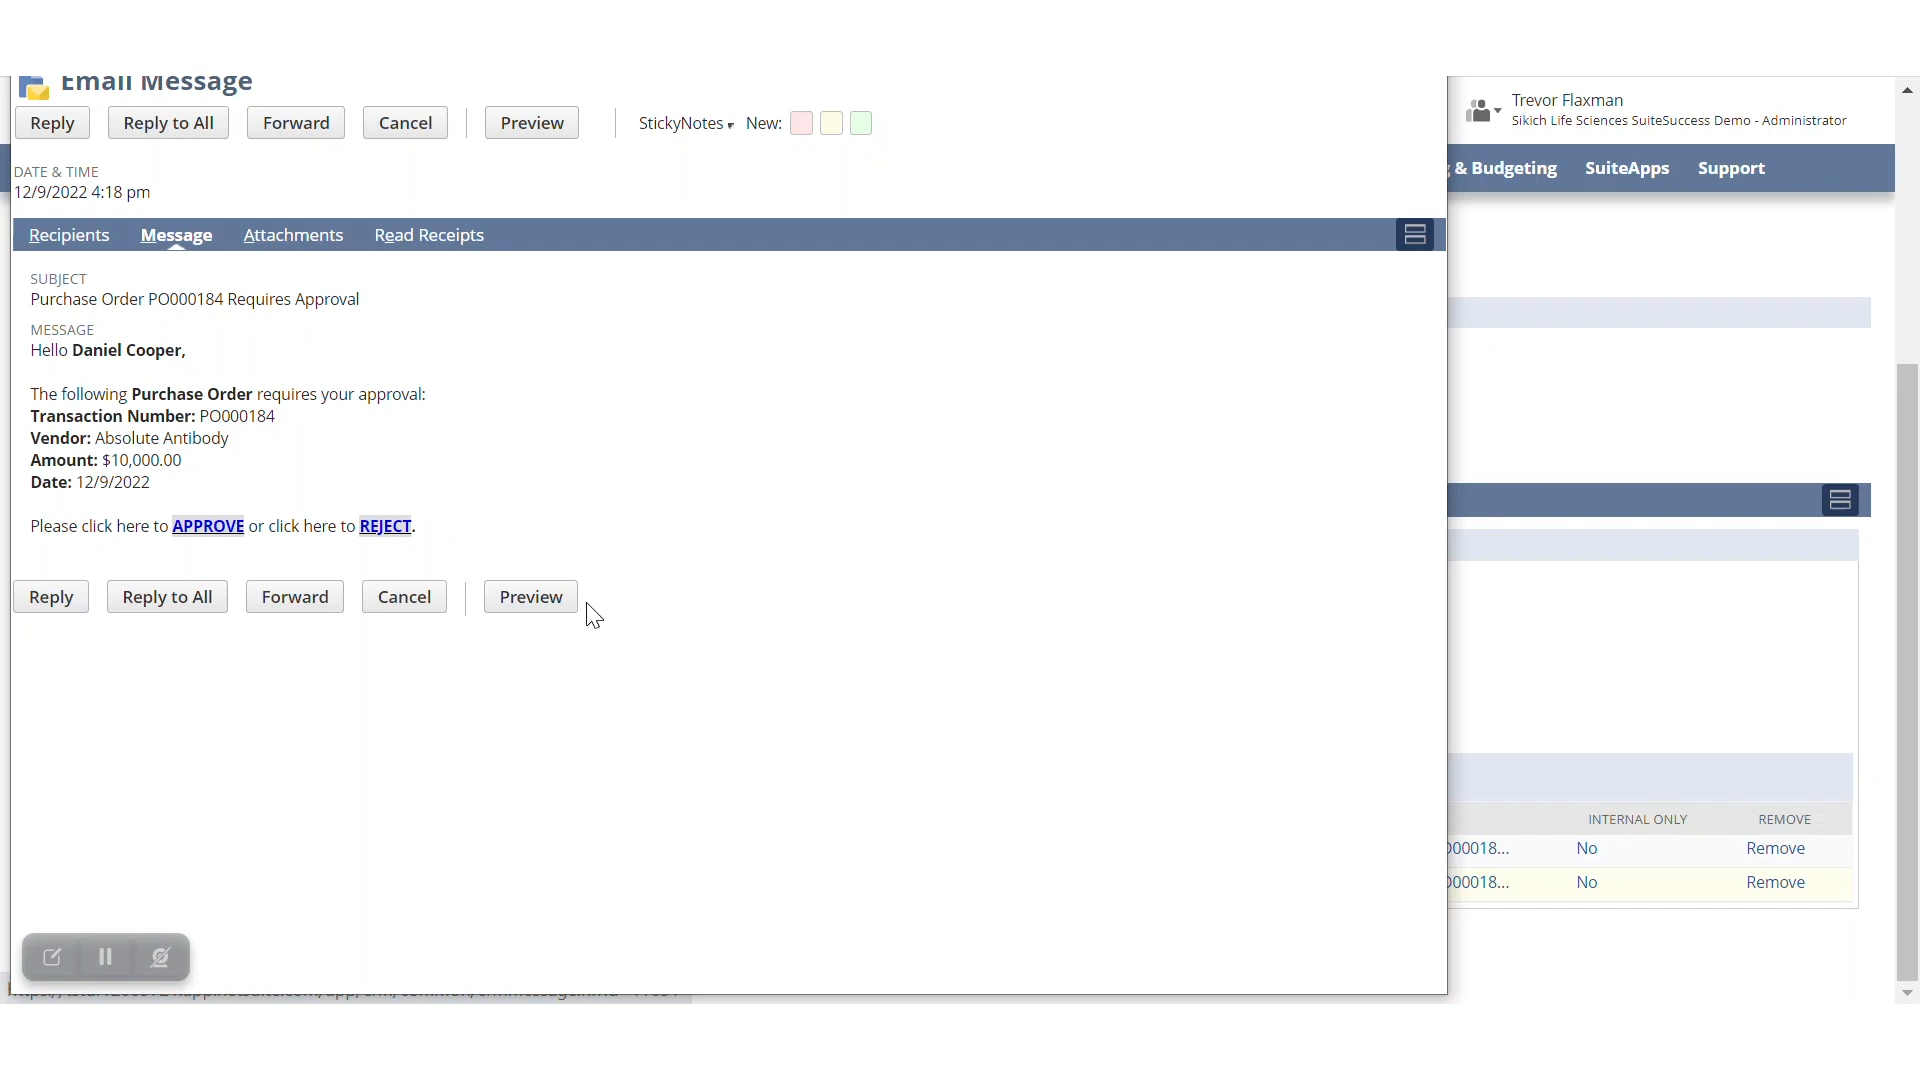 Email Message
Reply Reply to All Forward Cancel Preview StickyNotes New:
Trevor Flaxman
Sikich Life Sciences SuiteSuccess Demo - Administrator
& Budgeting SuiteApps Support
DATE & TIME
12/9/2022 4:18 pm
Recipients Message Attachments Read Receipts
SUBJECT
Purchase Order PO000184 Requires Approval
MESSAGE
Hello Daniel Cooper,
The following Purchase Order requires your approval:
Transaction Number: PO000184
Vendor: Absolute Antibody
Amount: $10,000.00
Date: 12/9/2022
Please click here to APPROVE or click here to REJECT.
Reply Reply to All Forward Cancel Preview
INTERNAL ONLY REMOVE
00018... No Remove
00018... No Remove